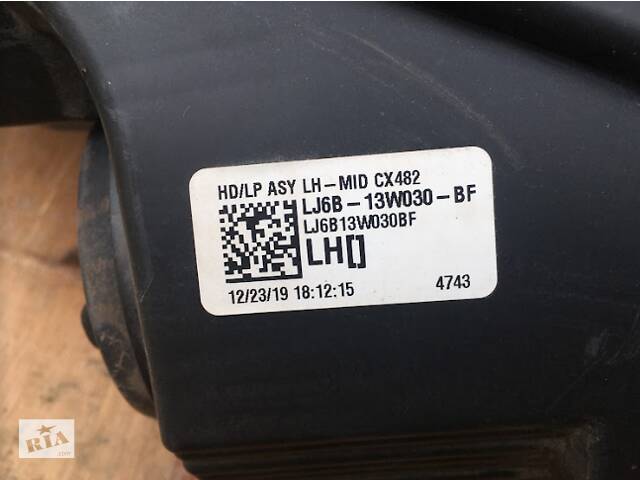 HD/LP ASY LH-MID CX482
LJ6B-13W030-BF
LJ6B13W030BF
LH[]
12/23/19 18:12:15 4743
RIA
.com